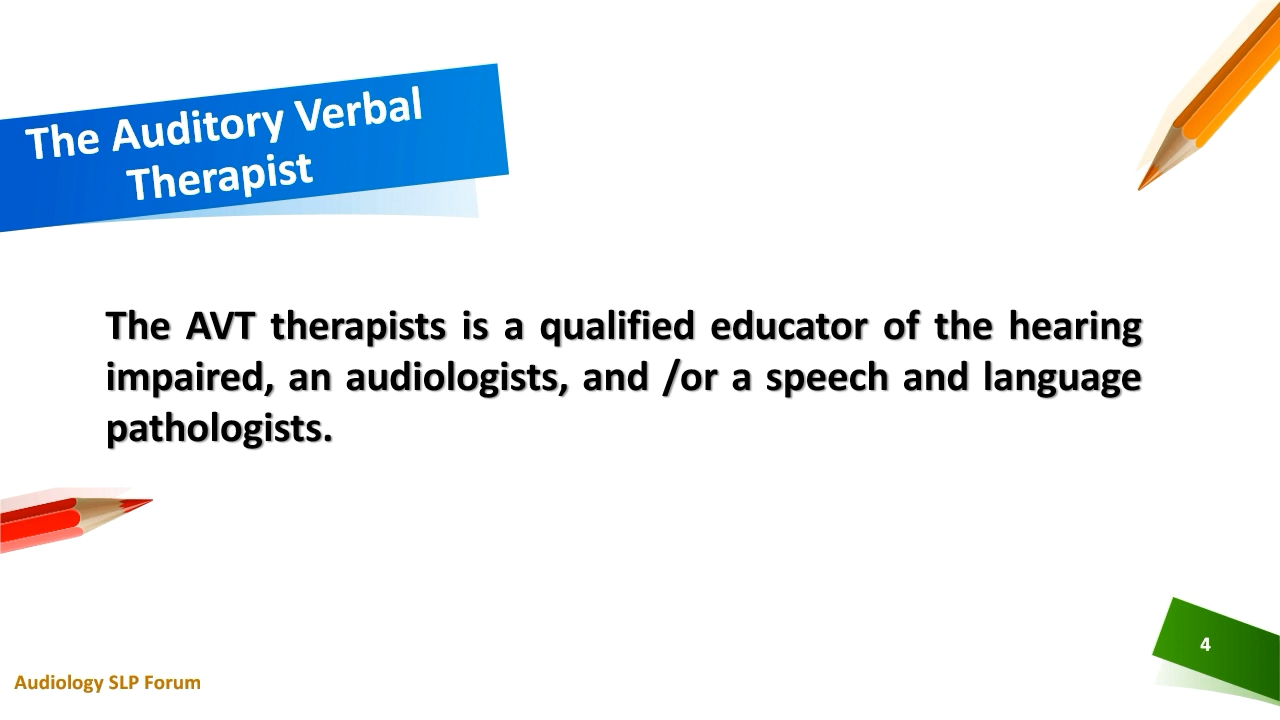 The Auditory Verbal
Therapist
The AVT therapists is a qualified educator of the hearing
impaired, an audiologists, and /or a speech and language
pathologists.
4
Audiology SLP Forum